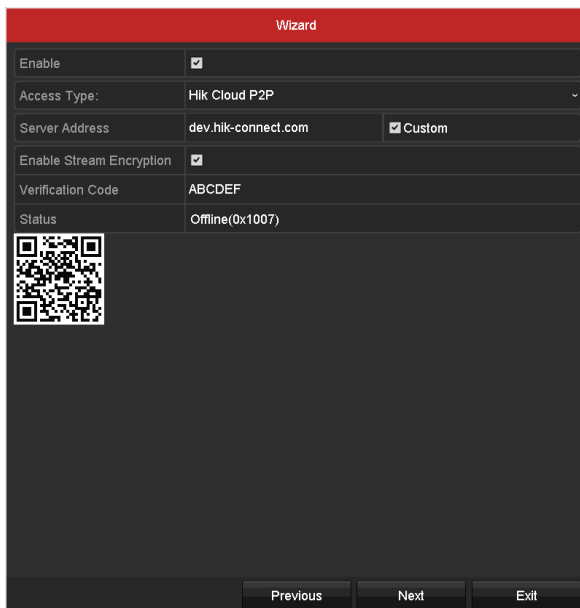 Wizard
Enable
Access Type: Hik Cloud P2P
Server Address dev.hik-connect.com Custom
Enable Stream Encryption
Verification Code ABCDEF
Status Offline(0x1007)
Previous Next Exit